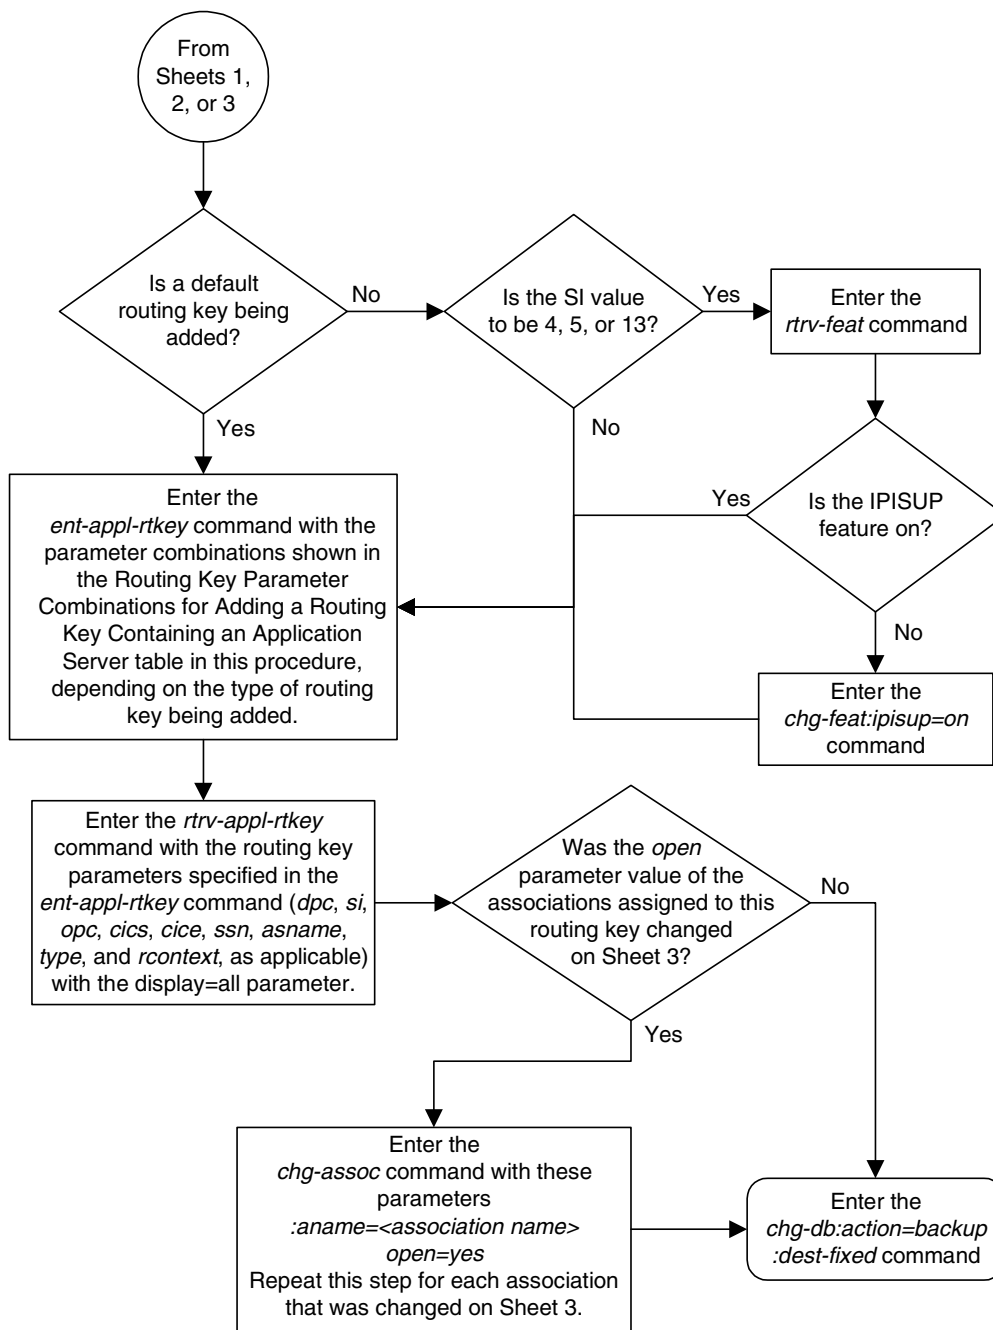 From
Sheets 1,
2, or 3
Is a default
routing key being
added?
No
Is the SI value
to be 4, 5, or 13?
Yes
Enter the
rtrv-feat command
Yes
No
Yes
Is the IPISUP
feature on?
No
Enter the
chg-feat:ipisup=on
command
Enter the
ent-appl-rtkey command with the
parameter combinations shown in
the Routing Key Parameter
Combinations for Adding a Routing
Key Containing an Application
Server table in this procedure,
depending on the type of routing
key being added.
Enter the rtrv-appl-rtkey
command with the routing key
parameters specified in the
ent-appl-rtkey command (dpc, si,
opc, cics, cice, ssn, asname,
type, and rcontext, as applicable)
with the display=all parameter.
Was the open
parameter value of the
associations assigned to this
routing key changed
on Sheet 3?
No
Yes
Enter the
chg-assoc command with these
parameters
:aname=<association name>
open=yes
Repeat this step for each association
that was changed on Sheet 3.
Enter the
chg-db:action=backup
:dest-fixed command